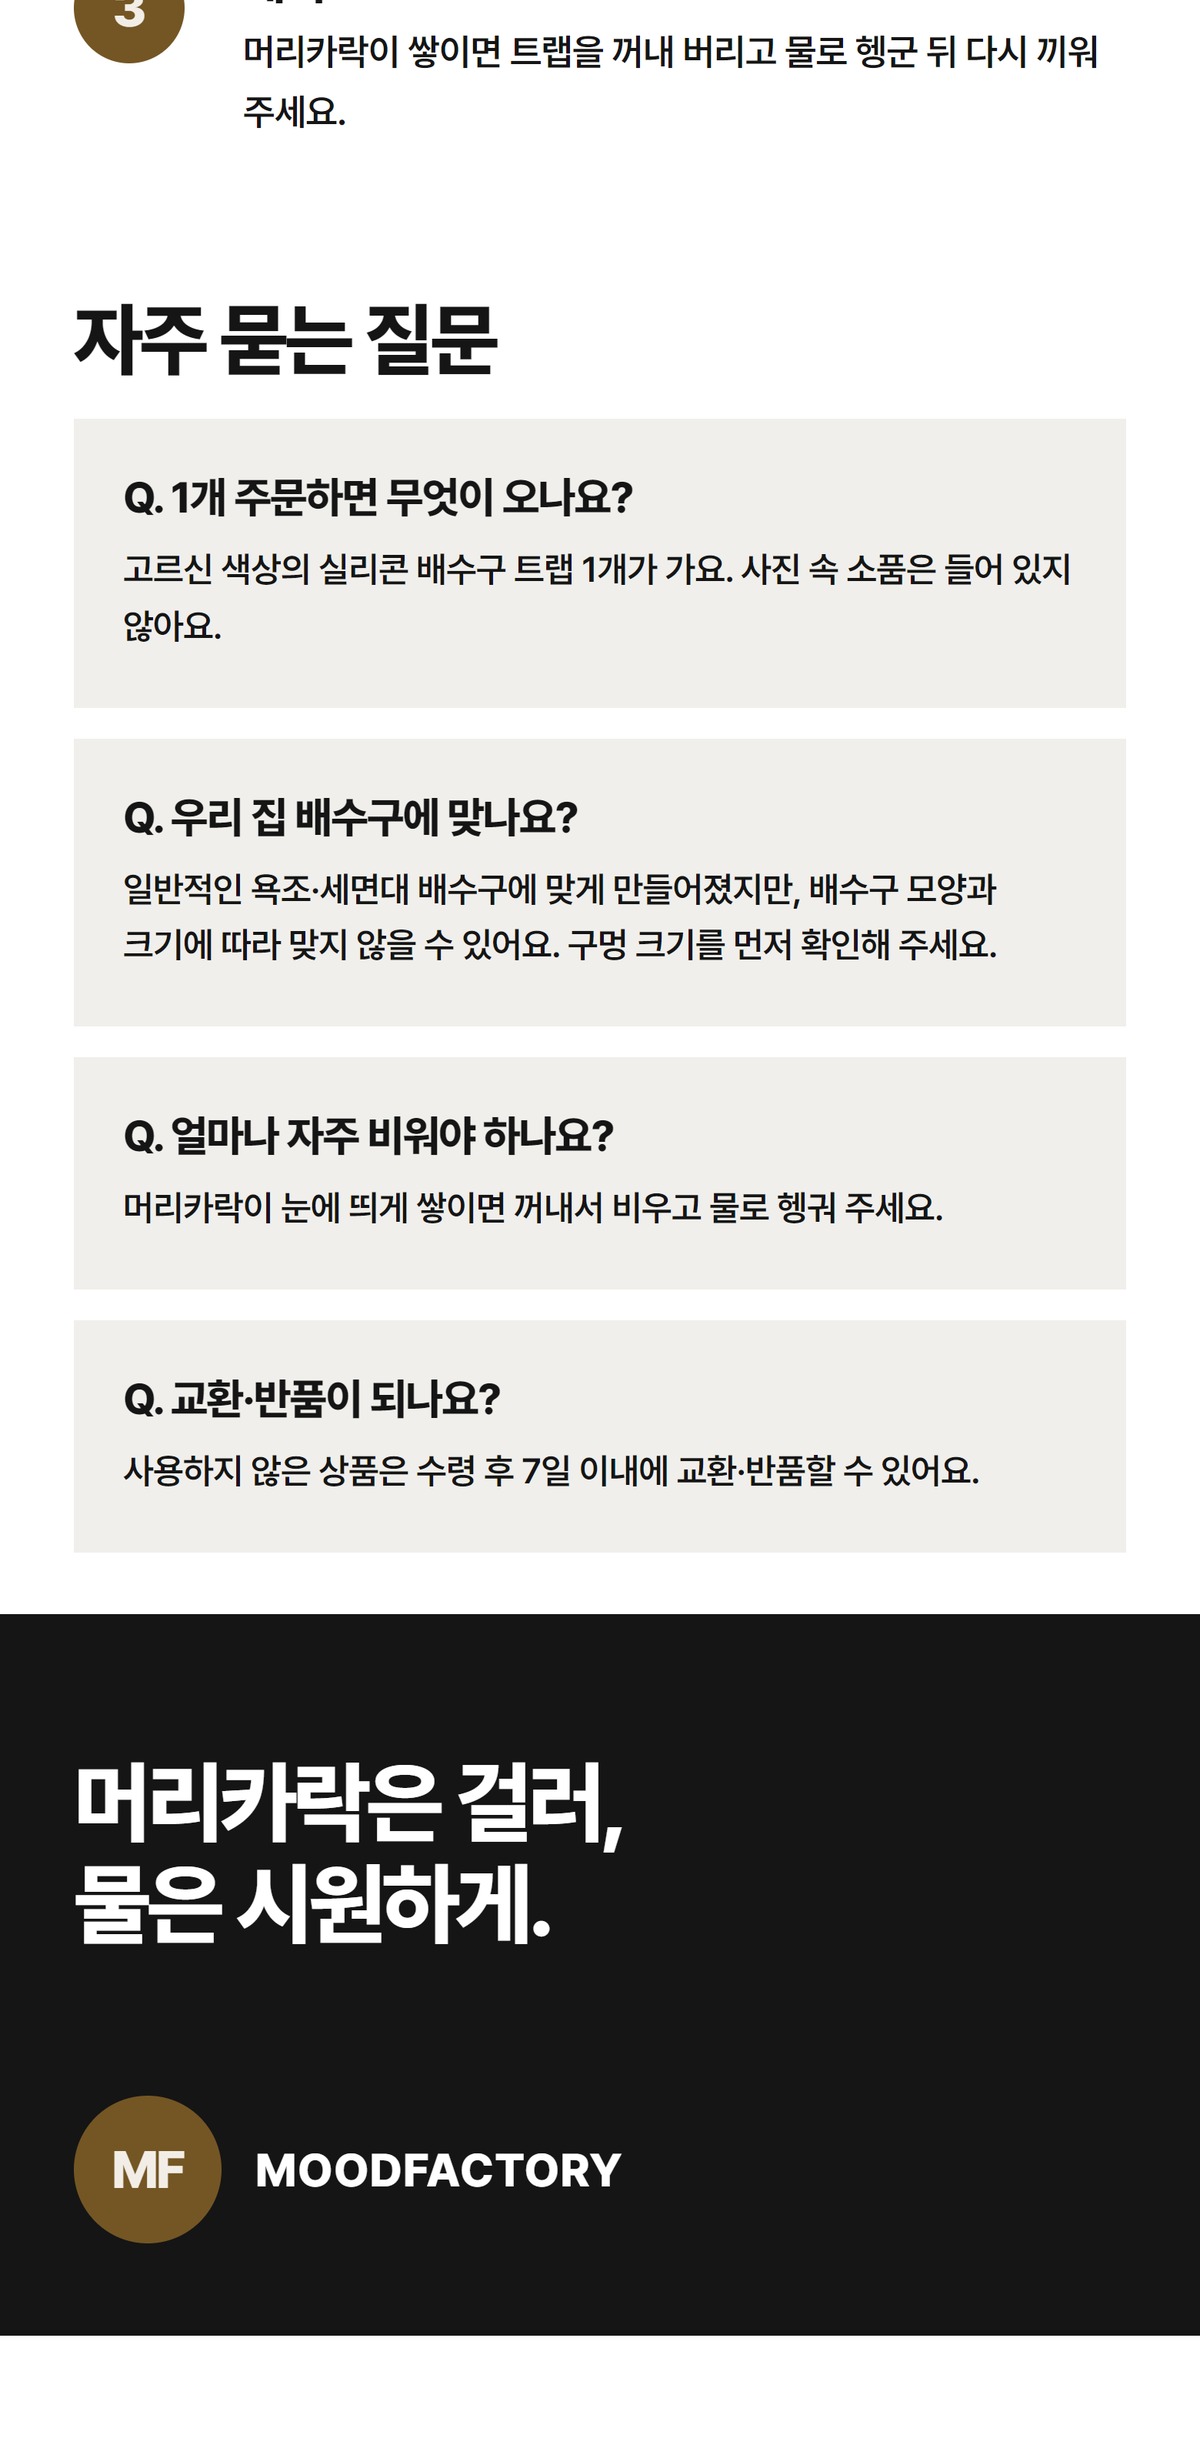 3
머리카락이 쌓이면 트랩을 꺼내 버리고 물로 헹군 뒤 다시 끼워
주세요.
자주 묻는 질문
Q. 1개 주문하면 무엇이 오나요?
고르신 색상의 실리콘 배수구 트랩 1개가 가요. 사진 속 소품은 들어 있지
않아요.
Q. 우리 집 배수구에 맞나요?
일반적인 욕조·세면대 배수구에 맞게 만들어졌지만, 배수구 모양과
크기에 따라 맞지 않을 수 있어요. 구멍 크기를 먼저 확인해 주세요.
Q. 얼마나 자주 비워야 하나요?
머리카락이 눈에 띄게 쌓이면 꺼내서 비우고 물로 헹궈 주세요.
Q. 교환·반품이 되나요?
사용하지 않은 상품은 수령 후 7일 이내에 교환·반품할 수 있어요.
머리카락은 걸러,
물은 시원하게.
MF
MOODFACTORY